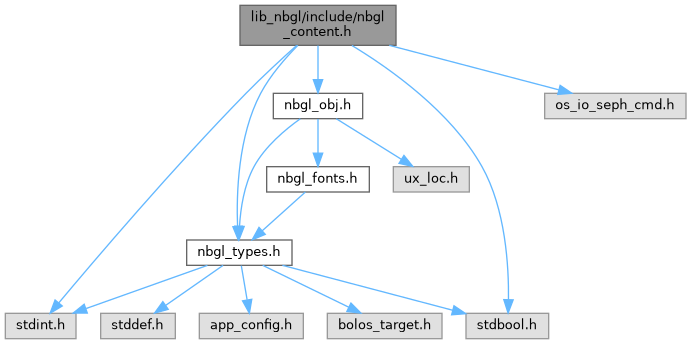 lib_nbgl/include/nbgl
_content.h
nbgl_obj.h
os_io_seph_cmd.h
nbgl_fonts.h
ux_loc.h
nbgl_types.h
stdint.h
stddef.h
app_config.h
bolos_target.h
stdbool.h